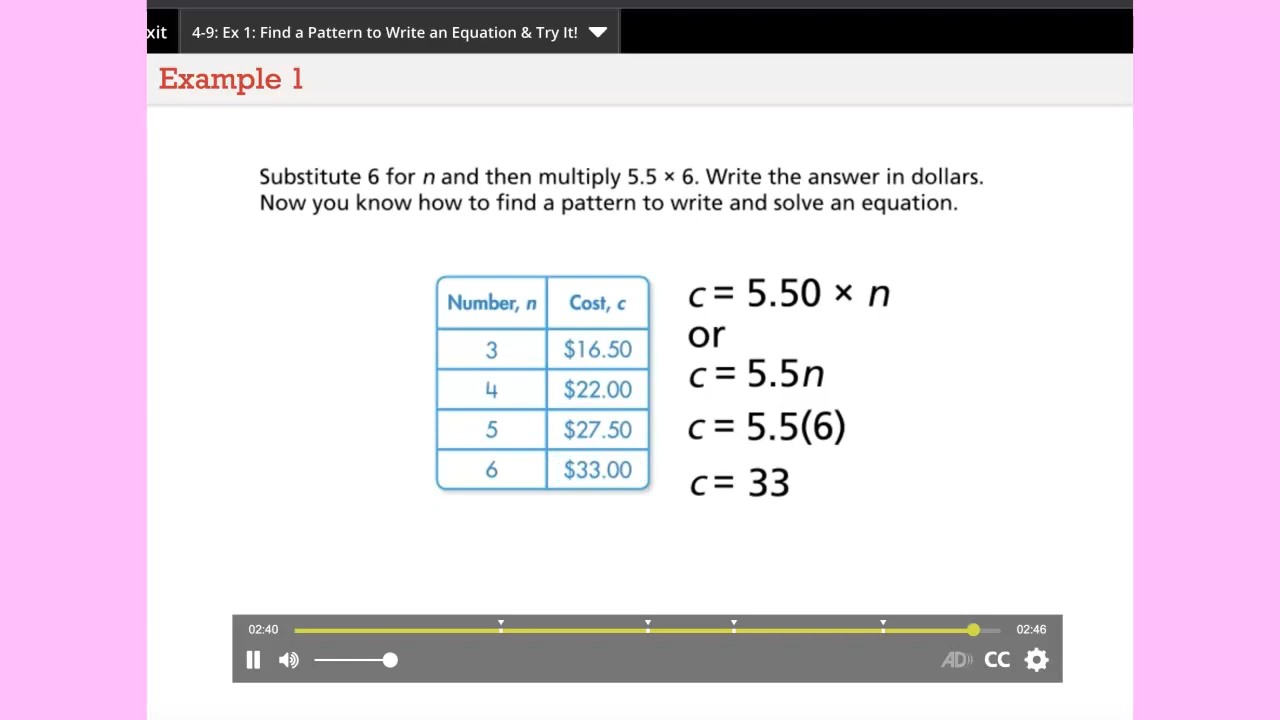 xit
4-9: Ex 1: Find a Pattern to Write an Equation & Try It!
Example 1
Substitute 6 for n and then multiply 5.5 × 6. Write the answer in dollars.
Now you know how to find a pattern to write and solve an equation.
Number, n Cost, c
3 $16.50
4 $22.00
5 $27.50
6 $33.00
c = 5.50 × n
or
c = 5.5n
c = 5.5(6)
c = 33
02:40
02:46
AD
CC